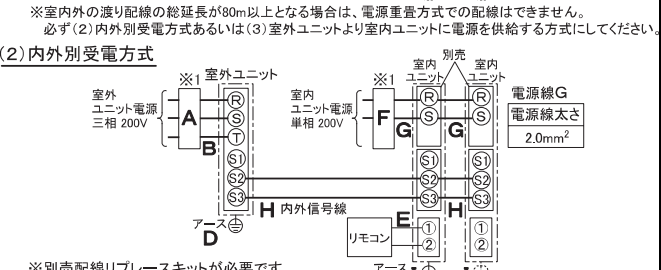 ※室内外の渡り配線の総延長が80m以上となる場合は、電源重畳方式での配線はできません。
必ず(2)内外別受電方式あるいは(3)室外ユニットより室内ユニットに電源を供給する方式にしてください。
(2)内外別受電方式
別売
※1 室外ユニット
※1
室内ユニット
室内ユニット
室外ユニット電源
三相 200V
A
B
R
S
T
S1
S2
S3
室内ユニット電源
単相 200V
F
G
R
S
G
R
S
S1
S2
S3
S1
S2
S3
電源線G
電源線太さ
2.0mm²
H 内外信号線
E
H
アース
D
リモコン
①
②
①
②
※別売配線リプレースキットが必要です
アース